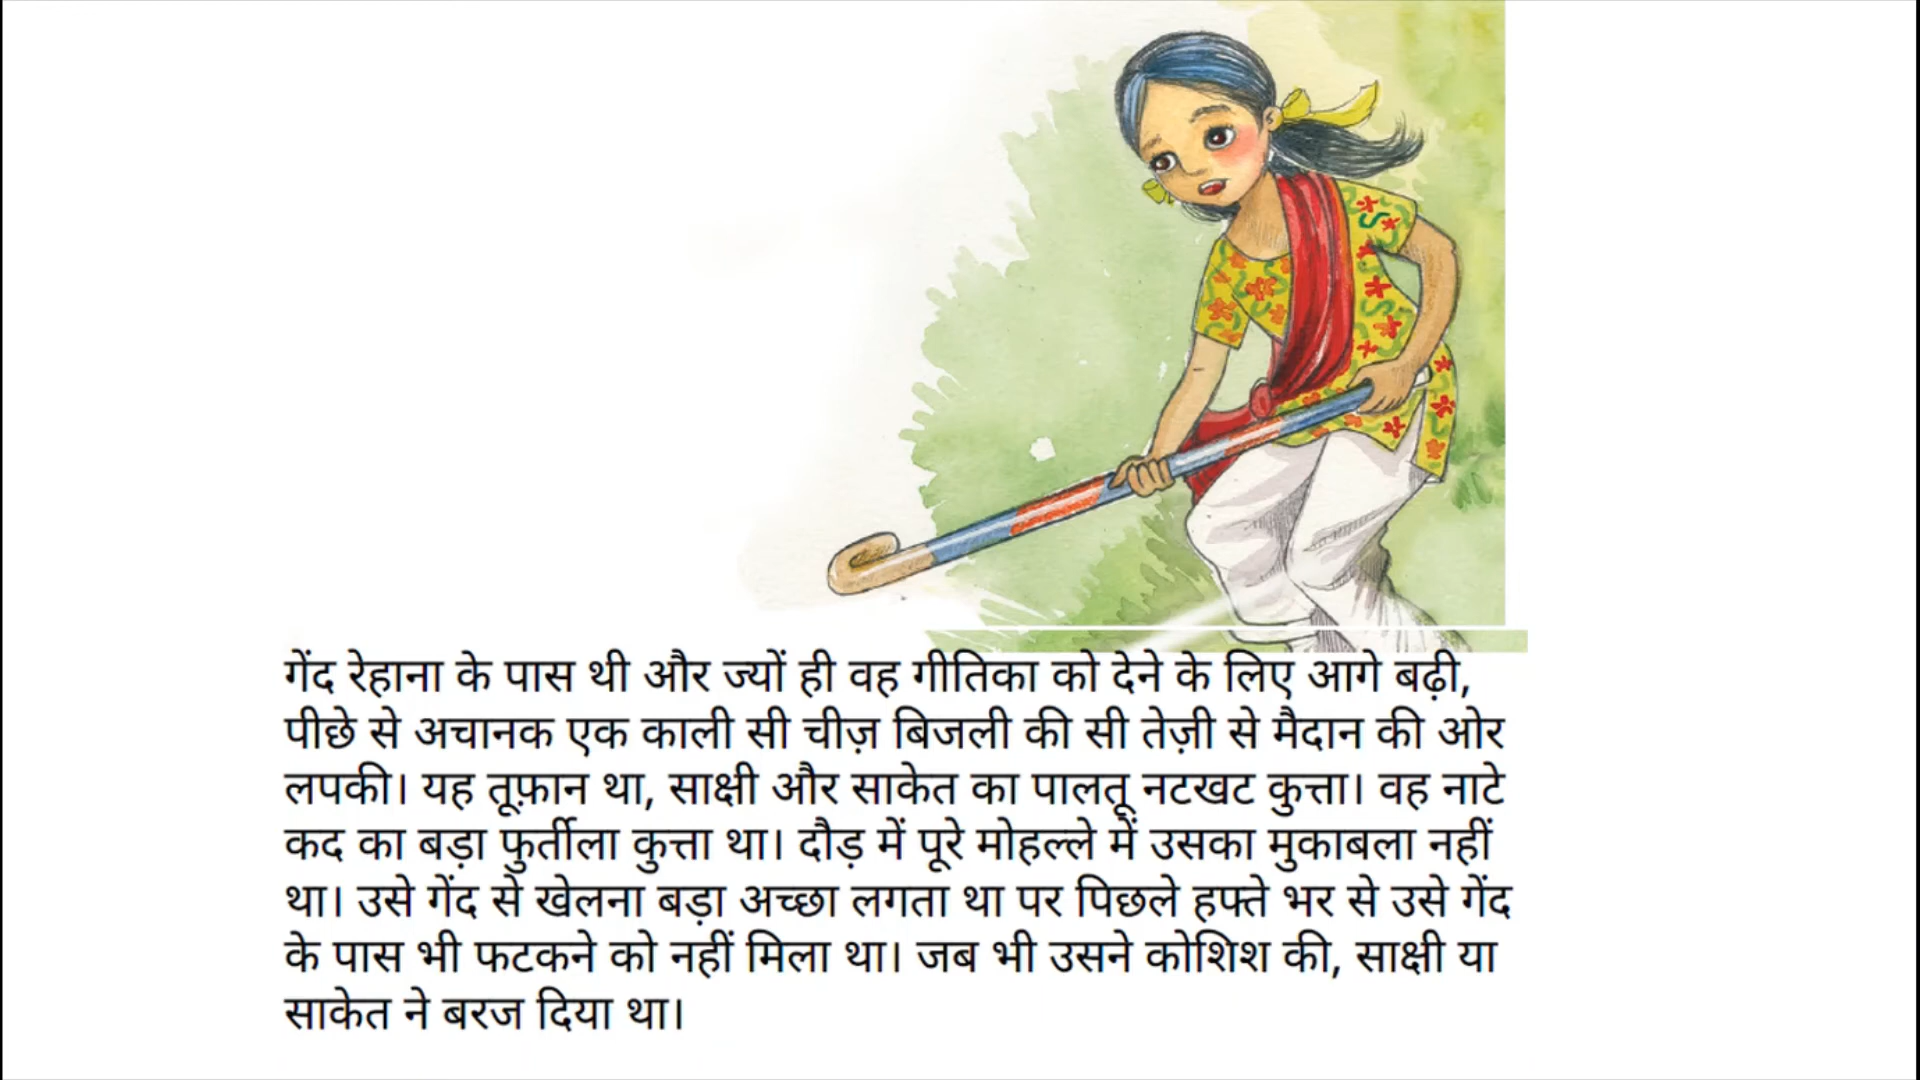 गेंद रेहाना के पास थी और ज्यों ही वह गीतिका को देने के लिए आगे बढ़ी,
पीछे से अचानक एक काली सी चीज़ बिजली की सी तेज़ी से मैदान की ओर
लपकी। यह तूफ़ान था, साक्षी और साकेत का पालतू नटखट कुत्ता। वह नाटे
कद का बड़ा फुर्तीला कुत्ता था। दौड़ में पूरे मोहल्ले में उसका मुकाबला नहीं
था। उसे गेंद से खेलना बड़ा अच्छा लगता था पर पिछले हफ्ते भर से उसे गेंद
के पास भी फटकने को नहीं मिला था। जब भी उसने कोशिश की, साक्षी या
साकेत ने बरज दिया था।